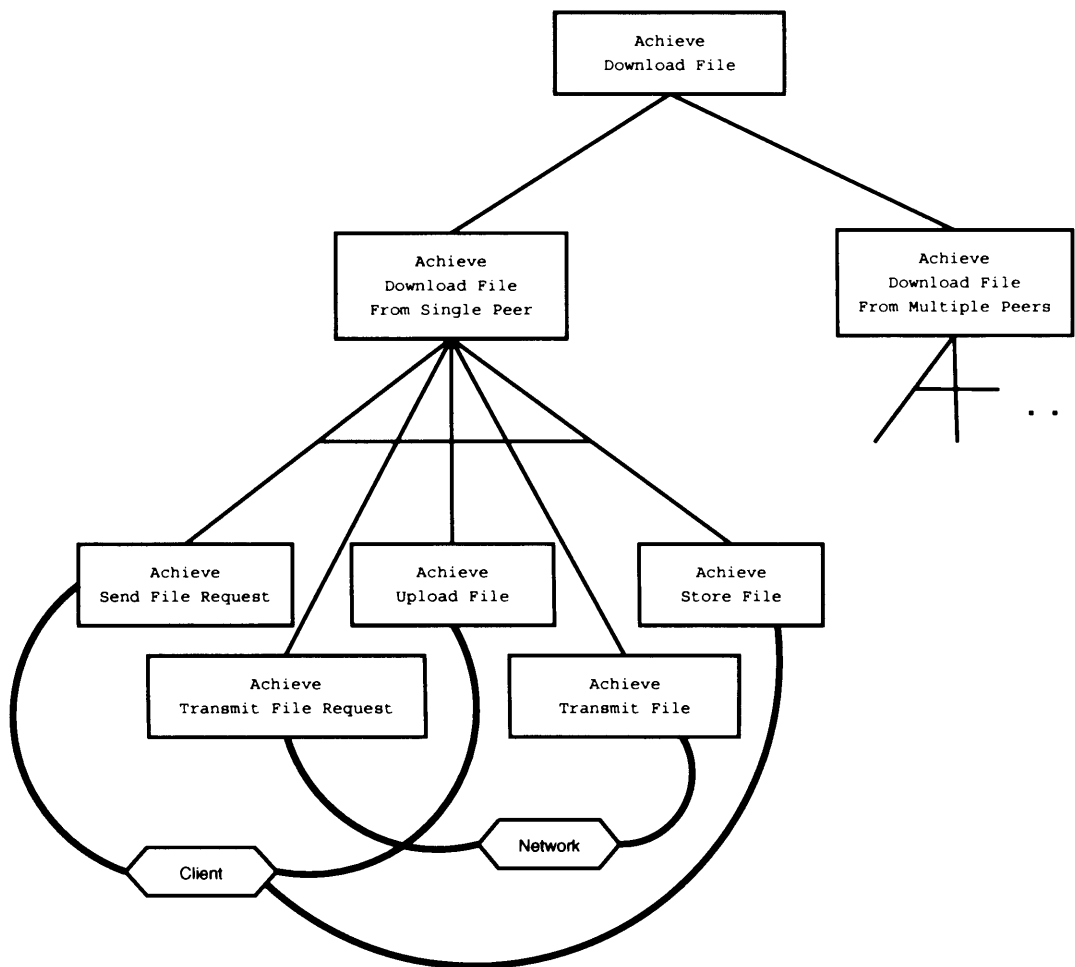 Achieve
Download File
Achieve
Download File
From Single Peer
Achieve
Download File
From Multiple Peers
. .
Achieve
Send File Request
Achieve
Upload File
Achieve
Store File
Achieve
Transmit File Request
Achieve
Transmit File
Network
Client